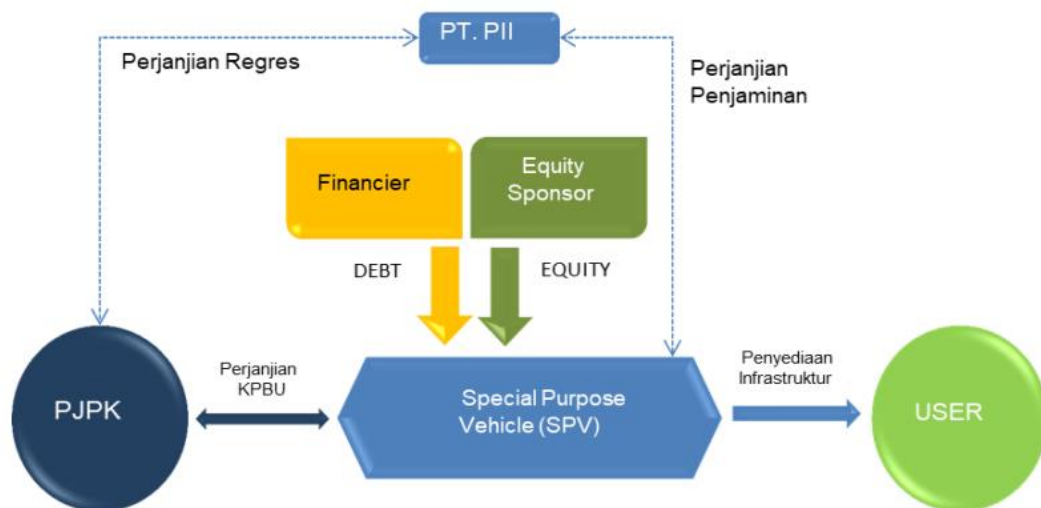 PT. PII
Perjanjian Regres
Perjanjian
Penjaminan
Financier
Equity
Sponsor
DEBT
EQUITY
PJPK
Perjanjian
KPBU
Special Purpose
Vehicle (SPV)
Penyediaan
Infrastruktur
USER